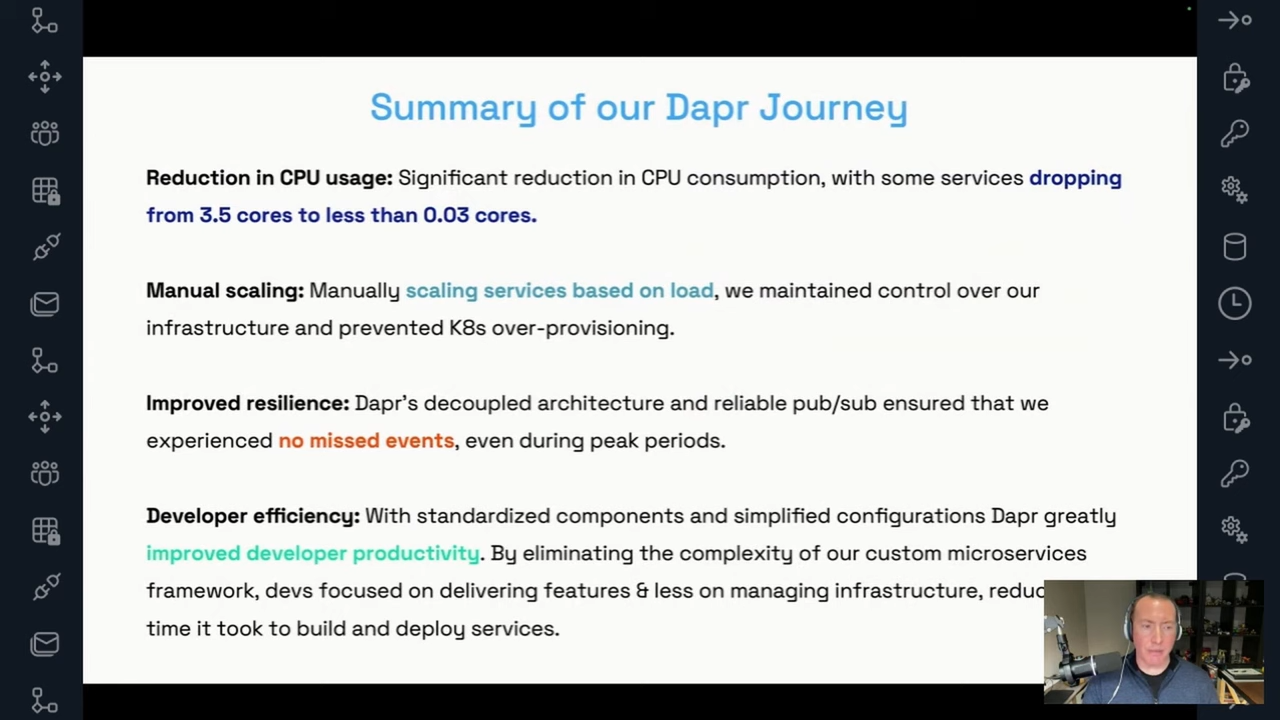 Summary of our Dapr Journey
Reduction in CPU usage: Significant reduction in CPU consumption, with some services dropping
from 3.5 cores to less than 0.03 cores.
Manual scaling: Manually scaling services based on load, we maintained control over our
infrastructure and prevented K8s over-provisioning.
Improved resilience: Dapr's decoupled architecture and reliable pub/sub ensured that we
experienced no missed events, even during peak periods.
Developer efficiency: With standardized components and simplified configurations Dapr greatly
improved developer productivity. By eliminating the complexity of our custom microservices
framework, devs focused on delivering features & less on managing infrastructure,
time it took to build and deploy services.